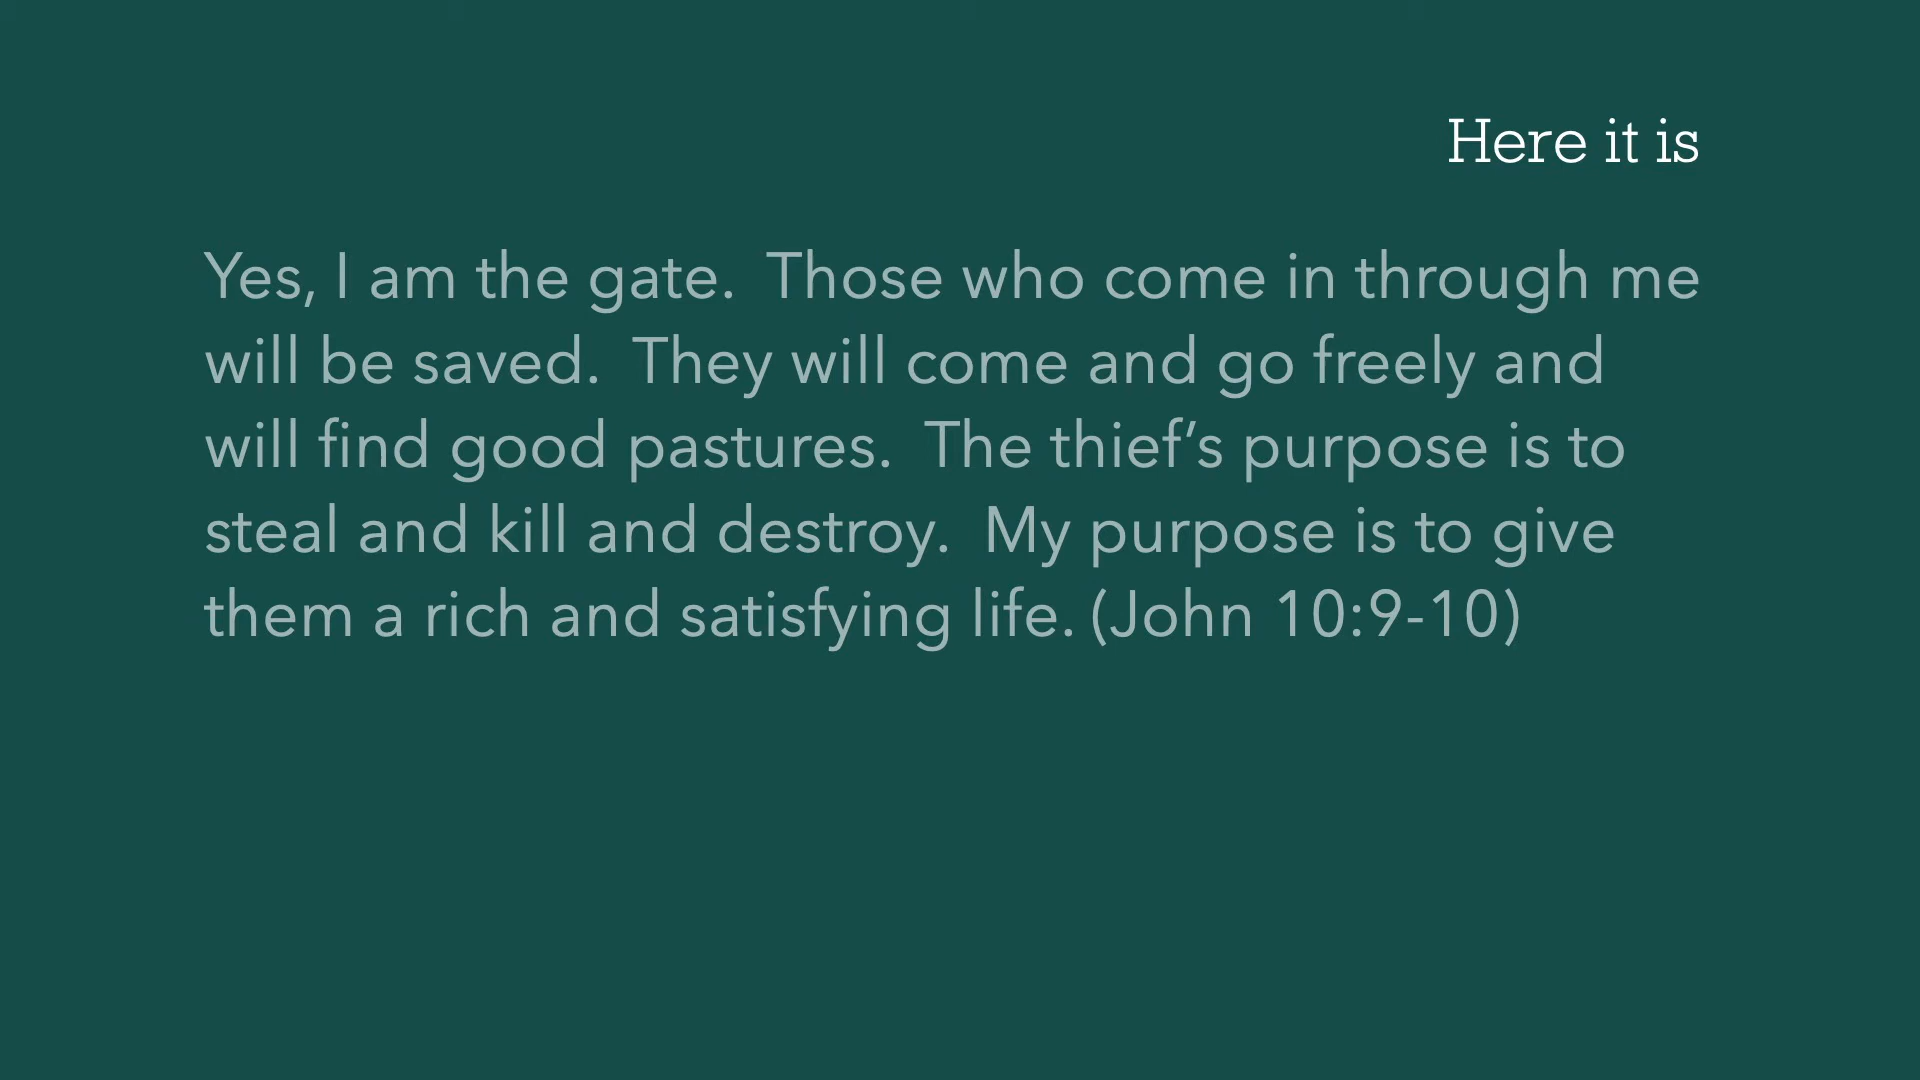 Here it is
Yes, I am the gate.  Those who come in through me
will be saved.  They will come and go freely and
will find good pastures.  The thief’s purpose is to
steal and kill and destroy.  My purpose is to give
them a rich and satisfying life. (John 10:9-10)